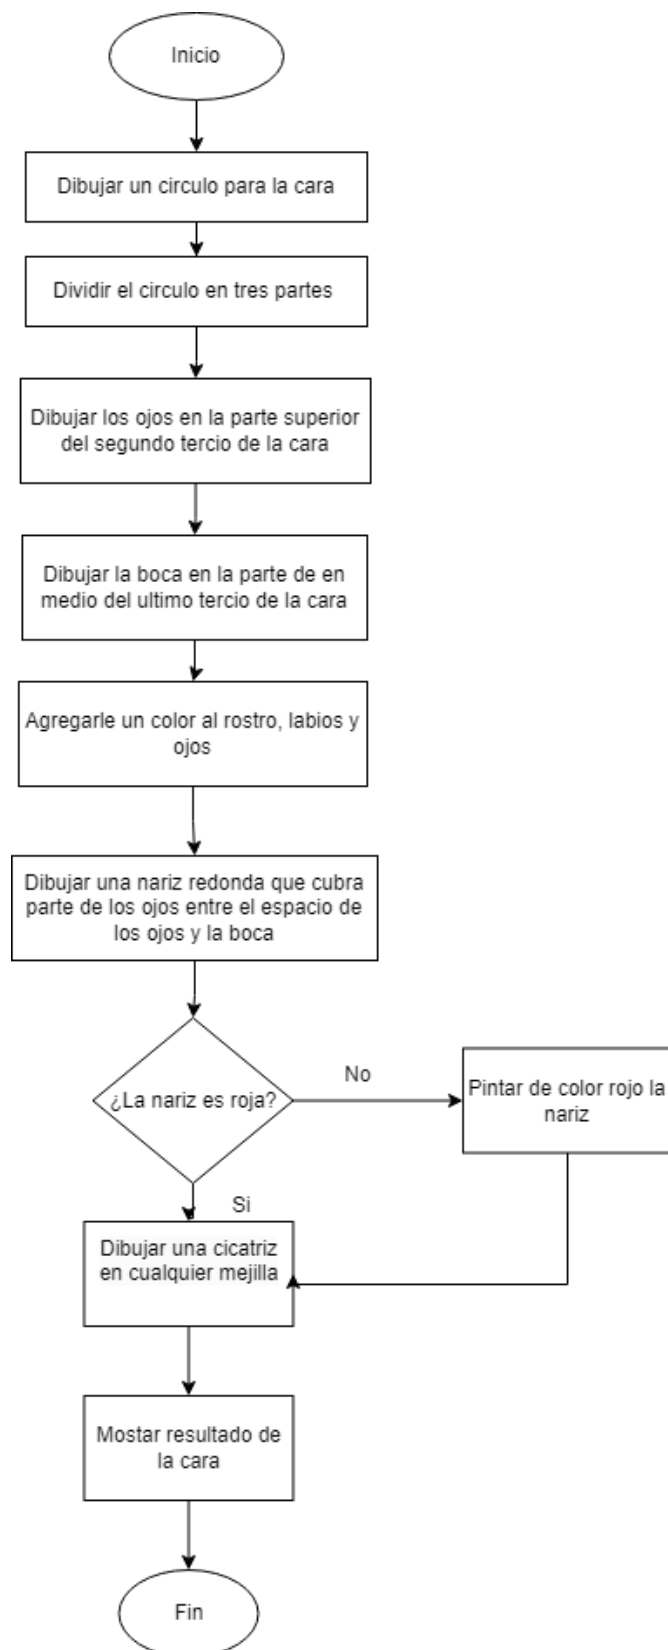 Inicio
Dibujar un circulo para la cara
Dividir el circulo en tres partes
Dibujar los ojos en la parte superior
del segundo tercio de la cara
Dibujar la boca en la parte de en
medio del ultimo tercio de la cara
Agregarle un color al rostro, labios y
ojos
Dibujar una nariz redonda que cubra
parte de los ojos entre el espacio de
los ojos y la boca
¿La nariz es roja?
No
Pintar de color rojo la
nariz
Si
Dibujar una cicatriz
en cualquier mejilla
Mostar resultado de
la cara
Fin